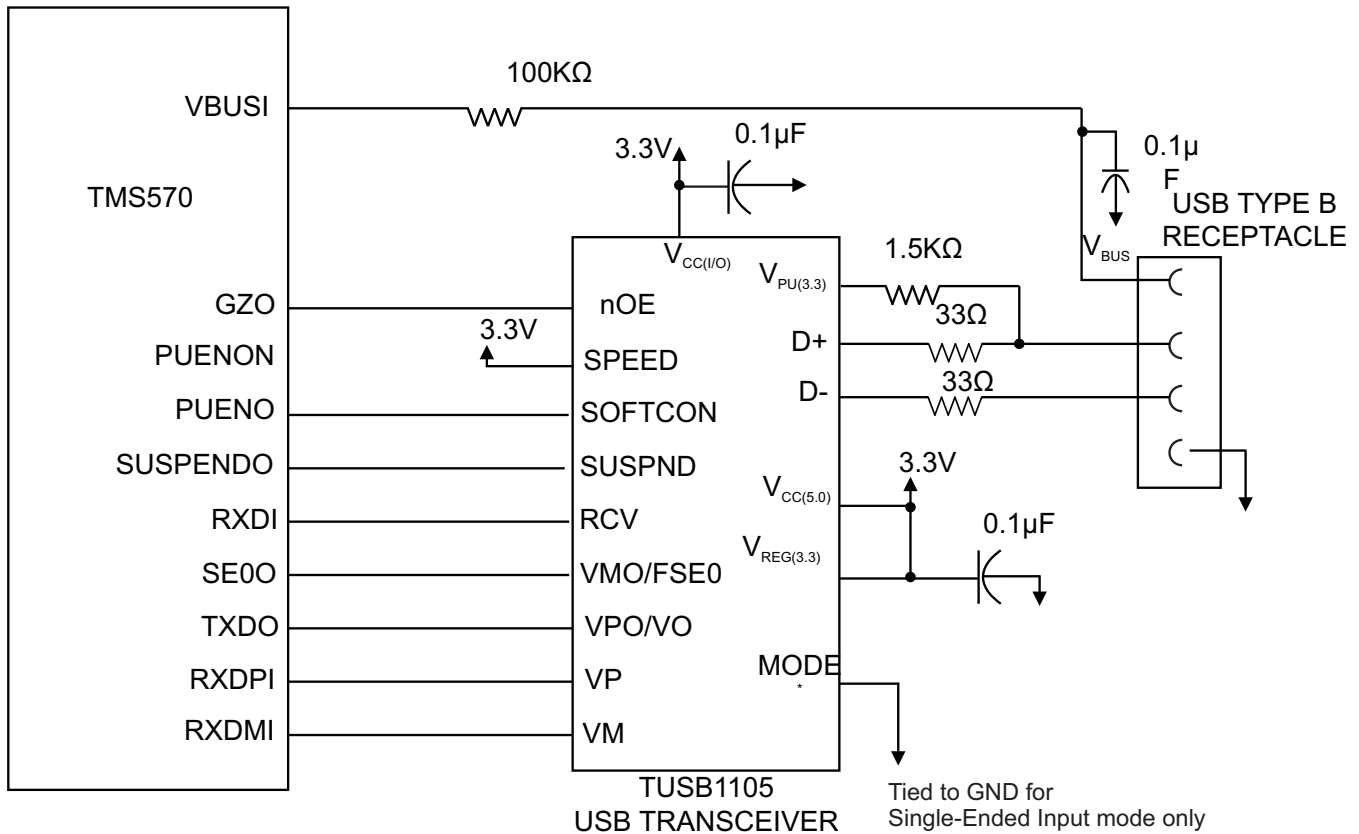 100KΩ
VBUSI
0.1µF
3.3V
0.1µ
F
TMS570
USB TYPE B
RECEPTACLE
VCC(I/O)
1.5KΩ
VBUS
VPU(3.3)
GZO
nOE
33Ω
3.3V
D+
PUENON
SPEED
33Ω
D-
PUENO
SOFTCON
SUSPENDO
SUSPND
3.3V
VCC(5.0)
RXDI
RCV
0.1µF
VREG(3.3)
SE0O
VMO/FSE0
TXDO
VPO/VO
MODE
*
RXDPI
VP
RXDMI
VM
TUSB1105
USB TRANSCEIVER
Tied to GND for
Single-Ended Input mode only